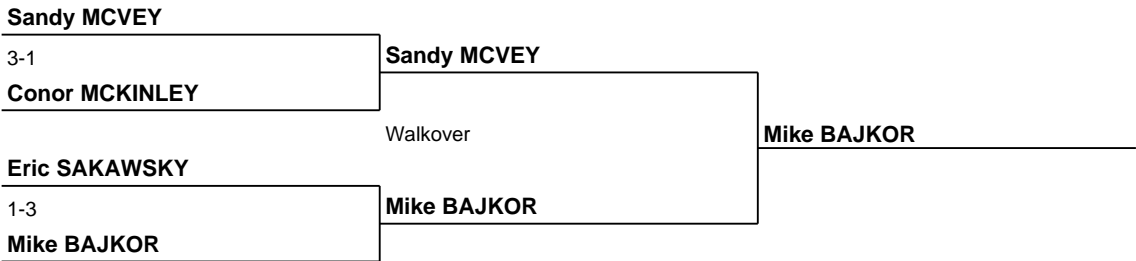 Sandy MCVEY
3-1
Conor MCKINLEY
Eric SAKAWSKY
1-3
Mike BAJKOR
Sandy MCVEY
Walkover
Mike BAJKOR
Mike BAJKOR